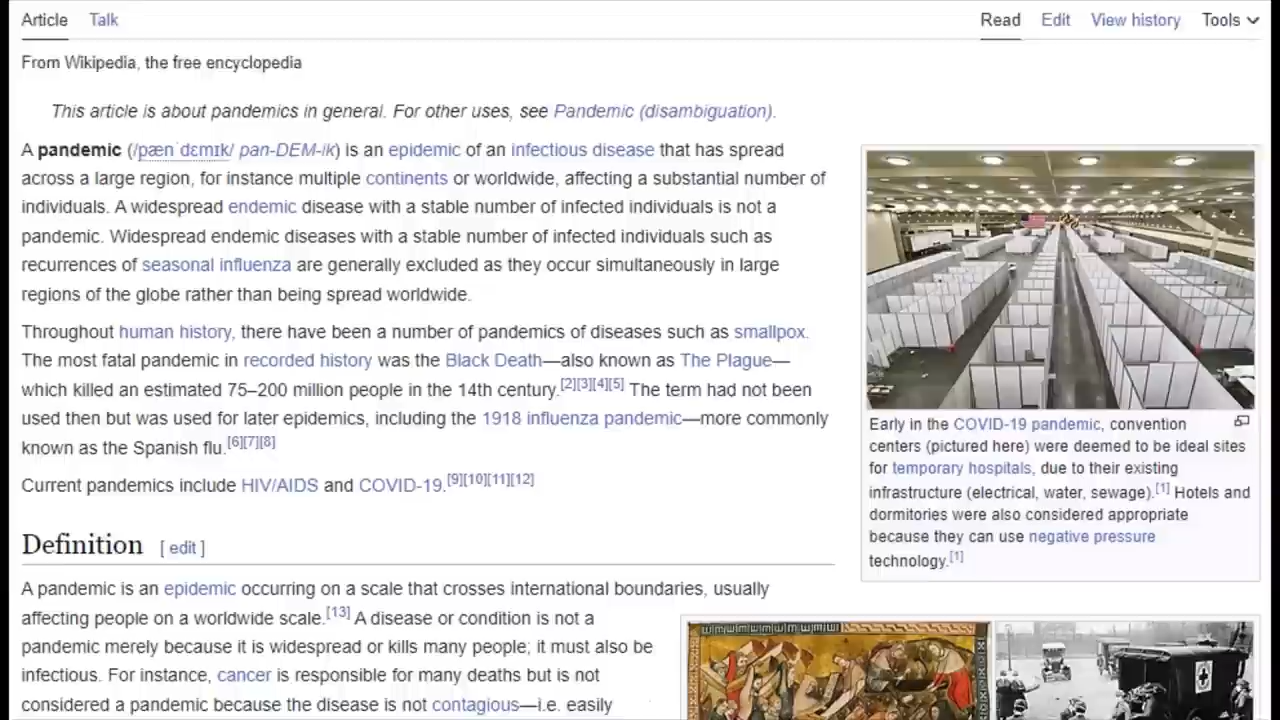 Article Talk Read Edit View history Tools
From Wikipedia, the free encyclopedia
This article is about pandemics in general. For other uses, see Pandemic (disambiguation).
A pandemic (/pænˈdɛmɪk/ pan-DEM-ik) is an epidemic of an infectious disease that has spread
across a large region, for instance multiple continents or worldwide, affecting a substantial number of
individuals. A widespread endemic disease with a stable number of infected individuals is not a
pandemic. Widespread endemic diseases with a stable number of infected individuals such as
recurrences of seasonal influenza are generally excluded as they occur simultaneously in large
regions of the globe rather than being spread worldwide.
Throughout human history, there have been a number of pandemics of diseases such as smallpox.
The most fatal pandemic in recorded history was the Black Death—also known as The Plague—
which killed an estimated 75–200 million people in the 14th century.[2][3][4][5] The term had not been
used then but was used for later epidemics, including the 1918 influenza pandemic—more commonly
known as the Spanish flu.[6][7][8]
Current pandemics include HIV/AIDS and COVID-19.[9][10][11][12]
Early in the COVID-19 pandemic, convention
centers (pictured here) were deemed to be ideal sites
for temporary hospitals, due to their existing
infrastructure (electrical, water, sewage).[1] Hotels and
dormitories were also considered appropriate
because they can use negative pressure
technology.[1]
Definition [ edit ]
A pandemic is an epidemic occurring on a scale that crosses international boundaries, usually
affecting people on a worldwide scale.[13] A disease or condition is not a
pandemic merely because it is widespread or kills many people; it must also be
infectious. For instance, cancer is responsible for many deaths but is not
considered a pandemic because the disease is not contagious—i.e. easily